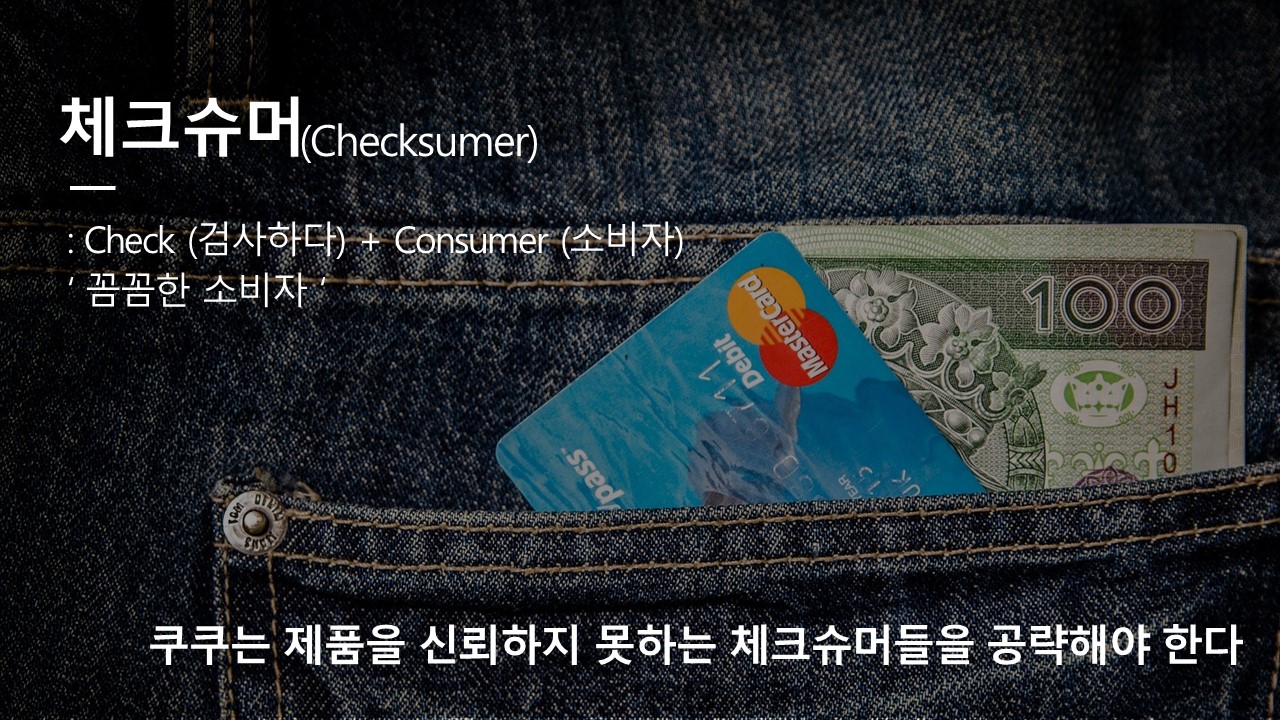 체크슈머(Checksumer)
: Check (검사하다) + Consumer (소비자)
‘ 꼼꼼한 소비자 ’
MasterCard
Debit
pass
100
JH10
쿠쿠는 제품을 신뢰하지 못하는 체크슈머들을 공략해야 한다